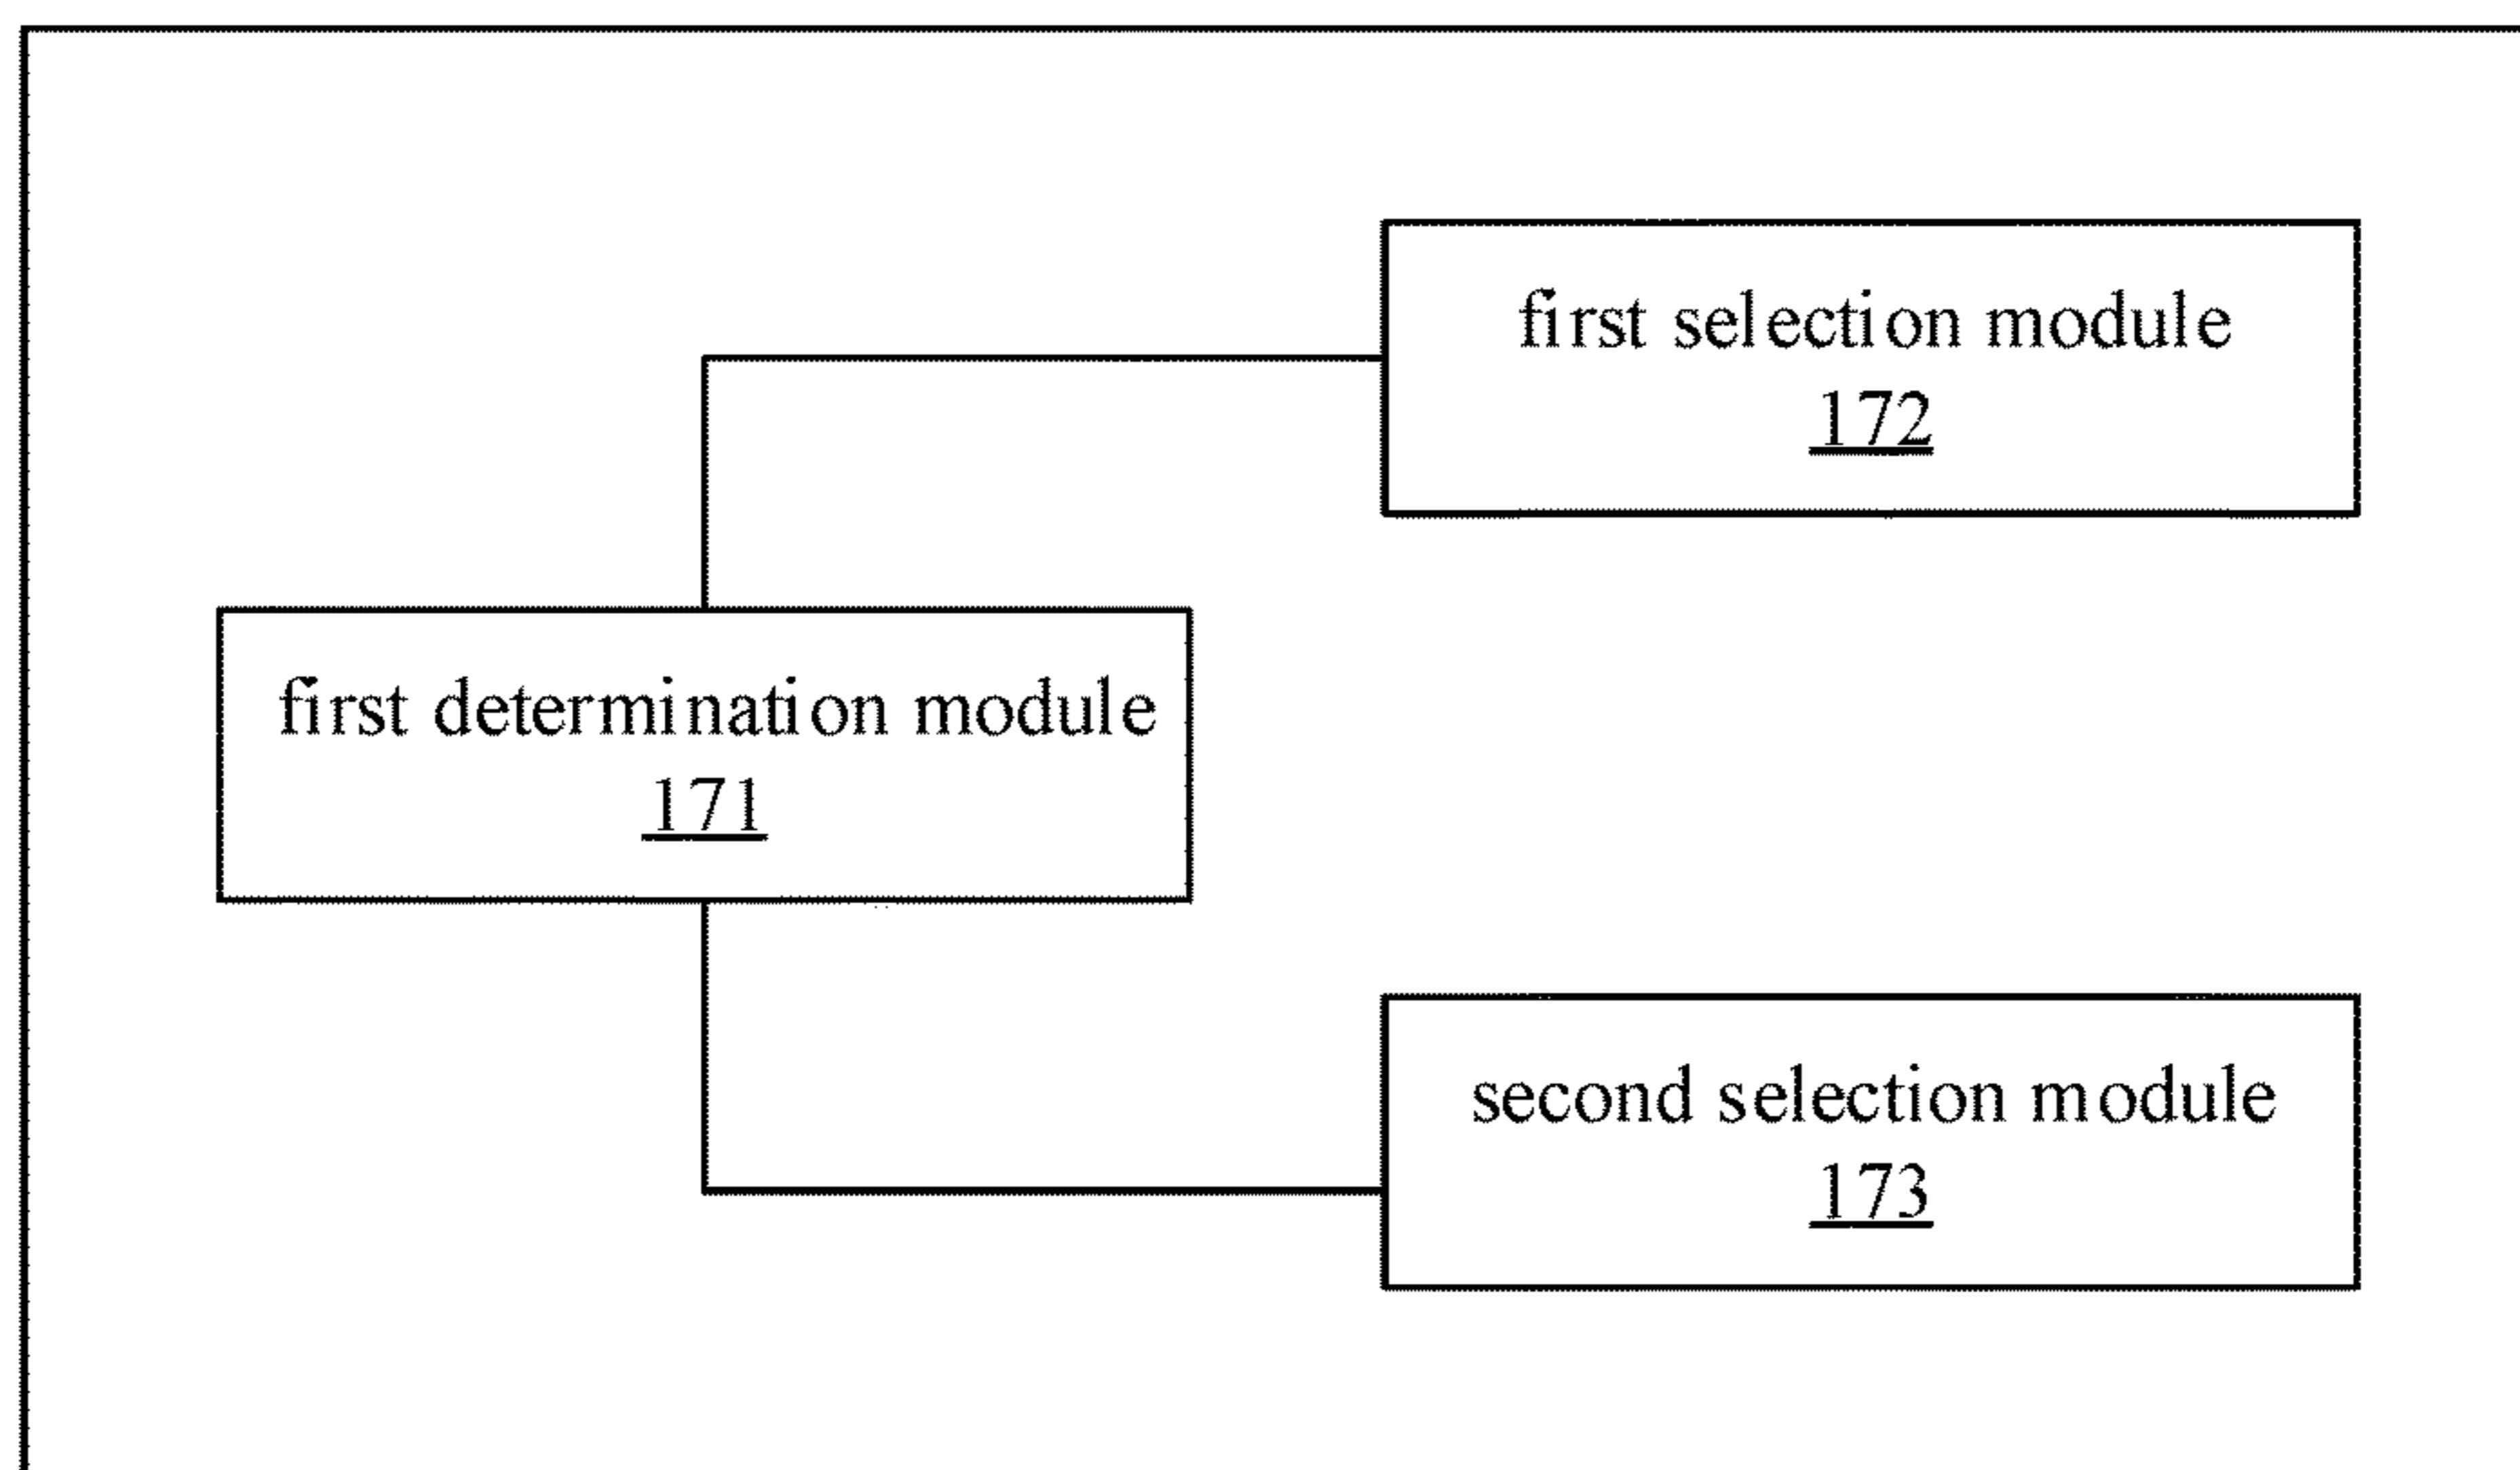 first selection module
172
first determination module
171
second selection module
173